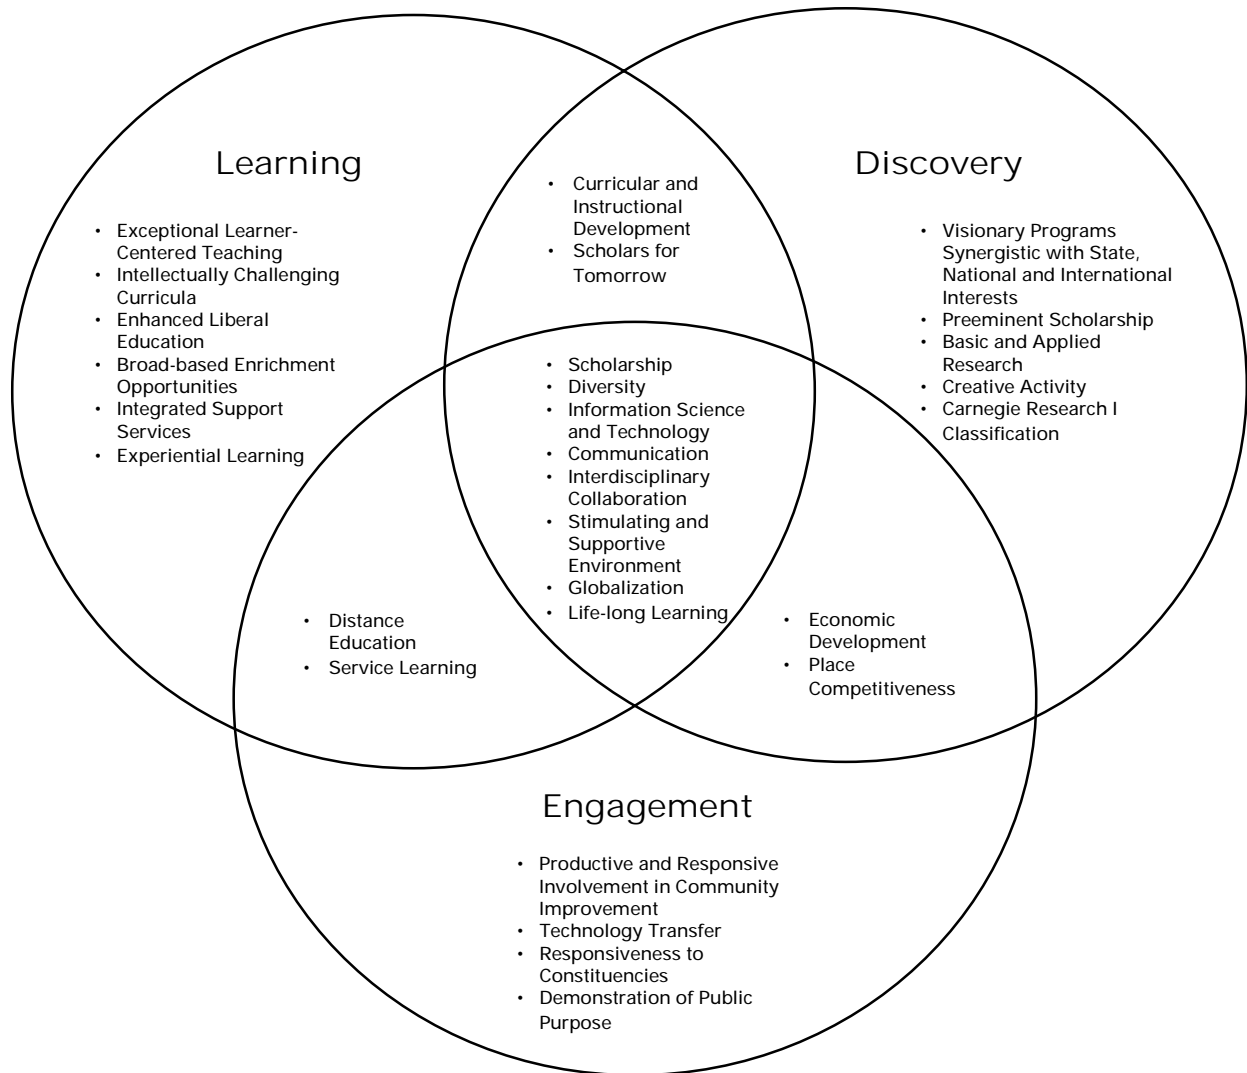 Learning
• Exceptional Learner-
Centered Teaching
• Intellectually Challenging
Curricula
• Enhanced Liberal
Education
• Broad-based Enrichment
Opportunities
• Integrated Support
Services
• Experiential Learning
• Curricular and
Instructional
Development
• Scholars for
Tomorrow
Discovery
• Visionary Programs
Synergistic with State,
National and International
Interests
• Preeminent Scholarship
• Basic and Applied
Research
• Creative Activity
• Carnegie Research I
Classification
• Scholarship
• Diversity
• Information Science
and Technology
• Communication
• Interdisciplinary
Collaboration
• Stimulating and
Supportive
Environment
• Globalization
• Life-long Learning
• Distance
Education
• Service Learning
• Economic
Development
• Place
Competitiveness
Engagement
• Productive and Responsive
Involvement in Community
Improvement
• Technology Transfer
• Responsiveness to
Constituencies
• Demonstration of Public
Purpose